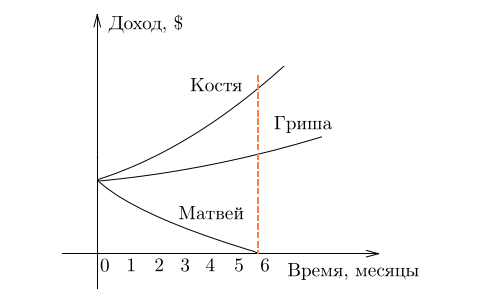 Доход, $
Костя
Гриша
Матвей
0 1 2 3 4 5 6
Время, месяцы